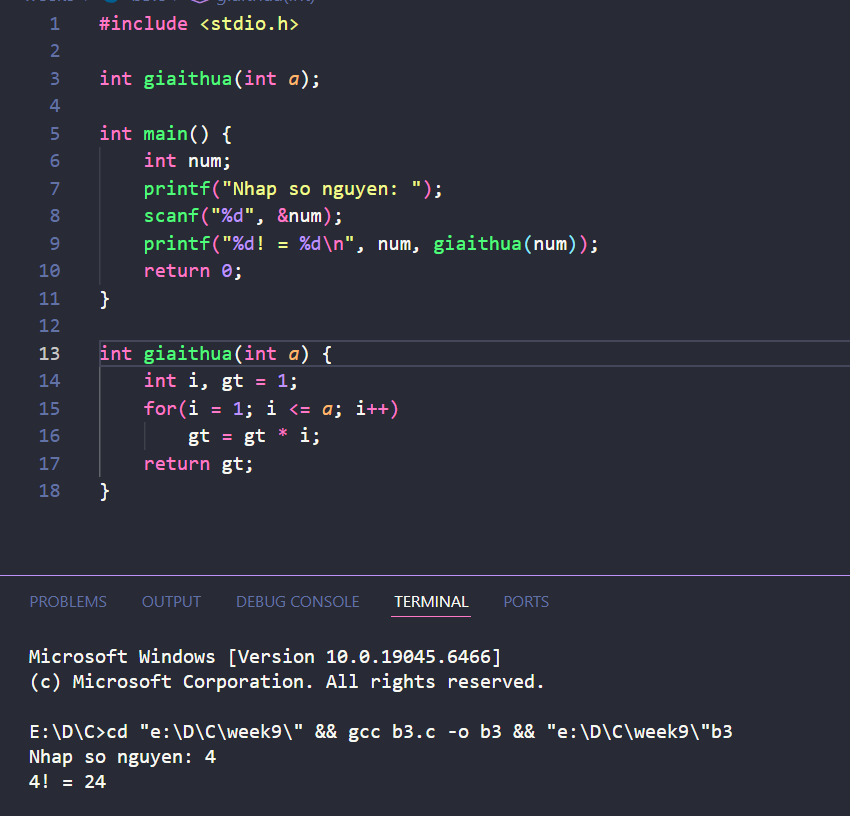 1 #include <stdio.h>
2
3 int giaithua(int a);
4
5 int main() {
6 int num;
7 printf("Nhap so nguyen: ");
8 scanf("%d", &num);
9 printf("%d! = %d\n", num, giaithua(num));
10 return 0;
11 }
12
13 int giaithua(int a) {
14 int i, gt = 1;
15 for(i = 1; i <= a; i++)
16 gt = gt * i;
17 return gt;
18 }
PROBLEMS OUTPUT DEBUG CONSOLE TERMINAL PORTS
Microsoft Windows [Version 10.0.19045.6466]
(c) Microsoft Corporation. All rights reserved.
E:\D\C>cd "e:\D\C\week9\" && gcc b3.c -o b3 && "e:\D\C\week9\"b3
Nhap so nguyen: 4
4! = 24